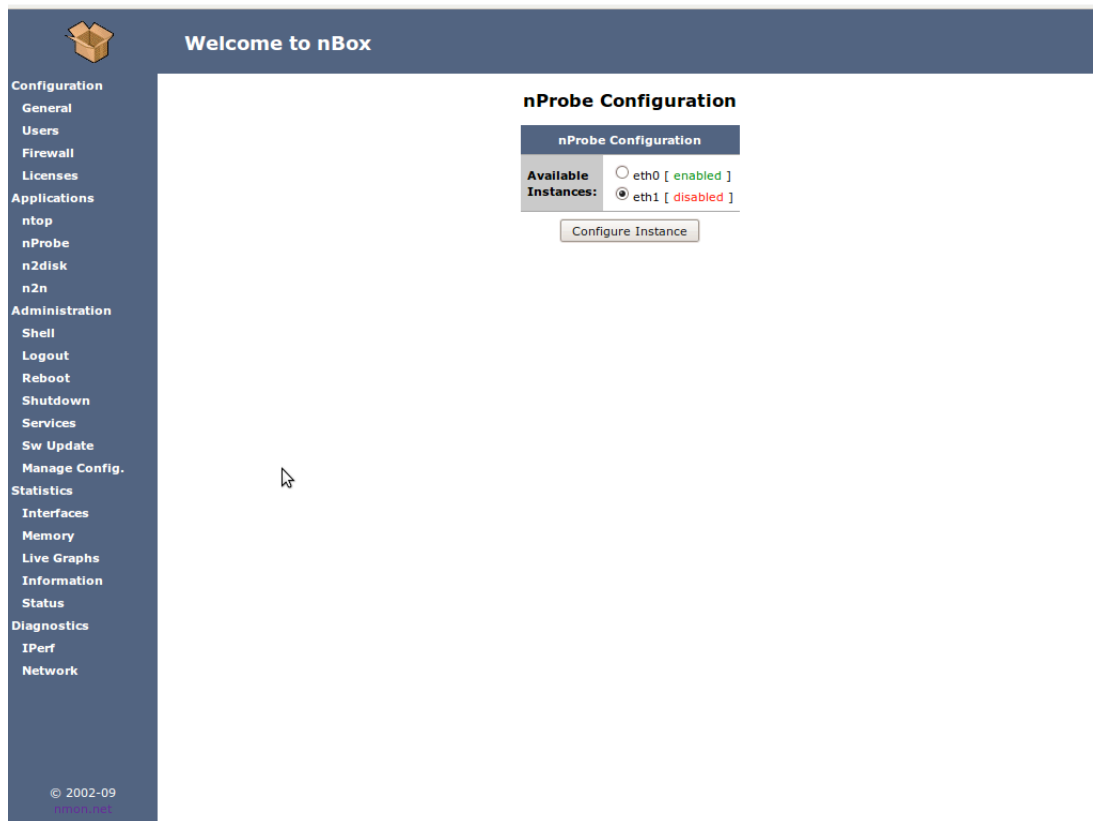 Welcome to nBox
Configuration
General
Users
Firewall
Licenses
Applications
ntop
nProbe
n2disk
n2n
Administration
Shell
Logout
Reboot
Shutdown
Services
Sw Update
Manage Config.
Statistics
Interfaces
Memory
Live Graphs
Information
Status
Diagnostics
IPerf
Network
© 2002-09
nmon.net
nProbe Configuration
nProbe Configuration
Available Instances:
eth0 [ enabled ]
eth1 [ disabled ]
Configure Instance